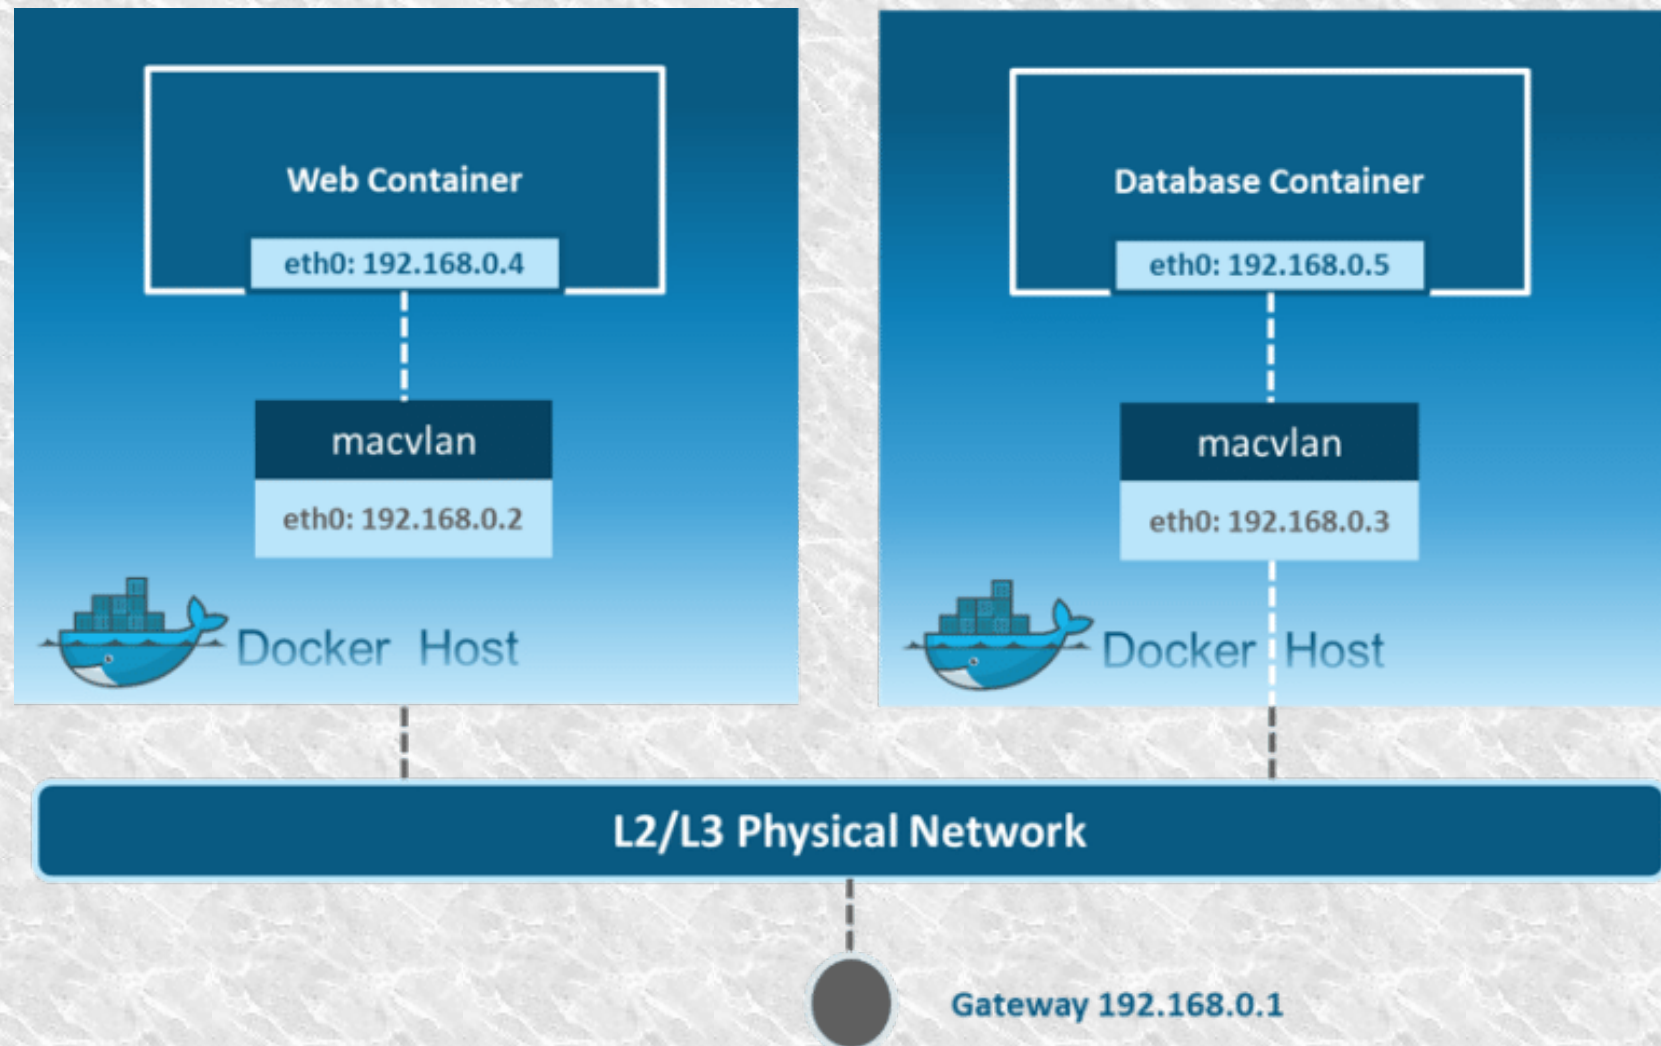 Web Container
eth0: 192.168.0.4
macvlan
eth0: 192.168.0.2
Docker Host
Database Container
eth0: 192.168.0.5
macvlan
eth0: 192.168.0.3
Docker Host
L2/L3 Physical Network
Gateway 192.168.0.1